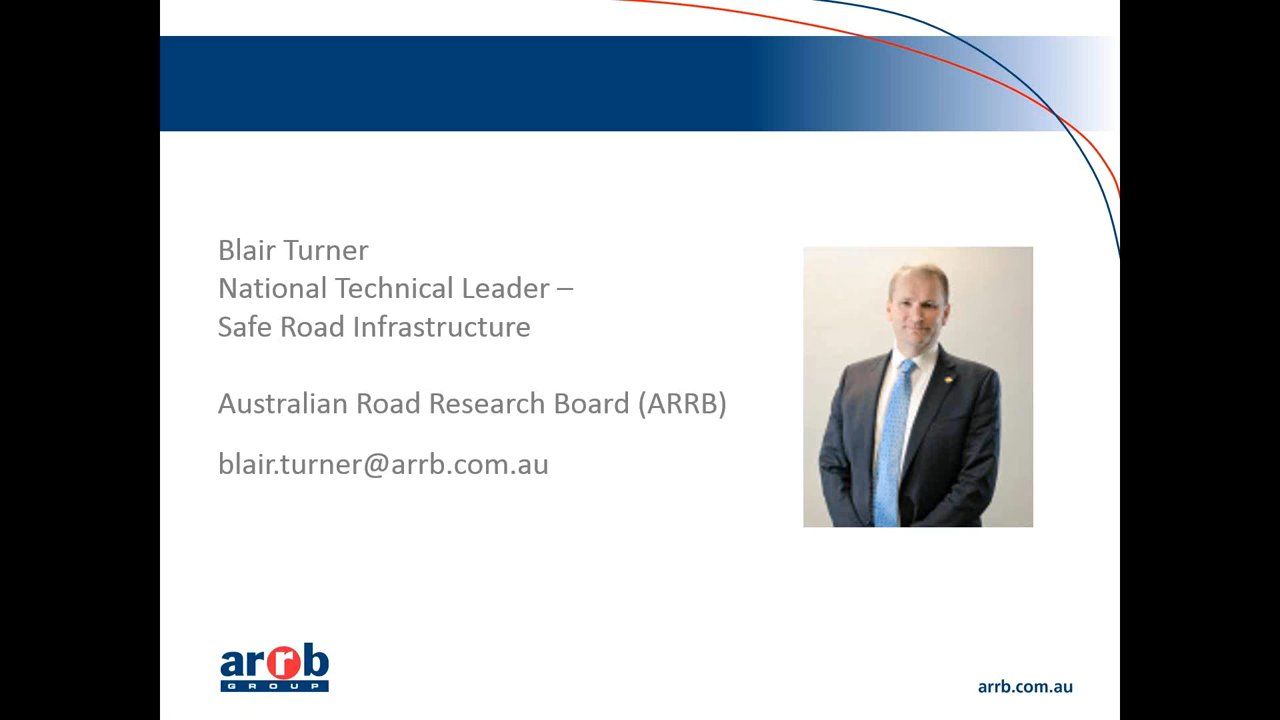 Blair Turner
National Technical Leader –
Safe Road Infrastructure
Australian Road Research Board (ARRB)
blair.turner@arrb.com.au
arrb
GROUP
arrb.com.au